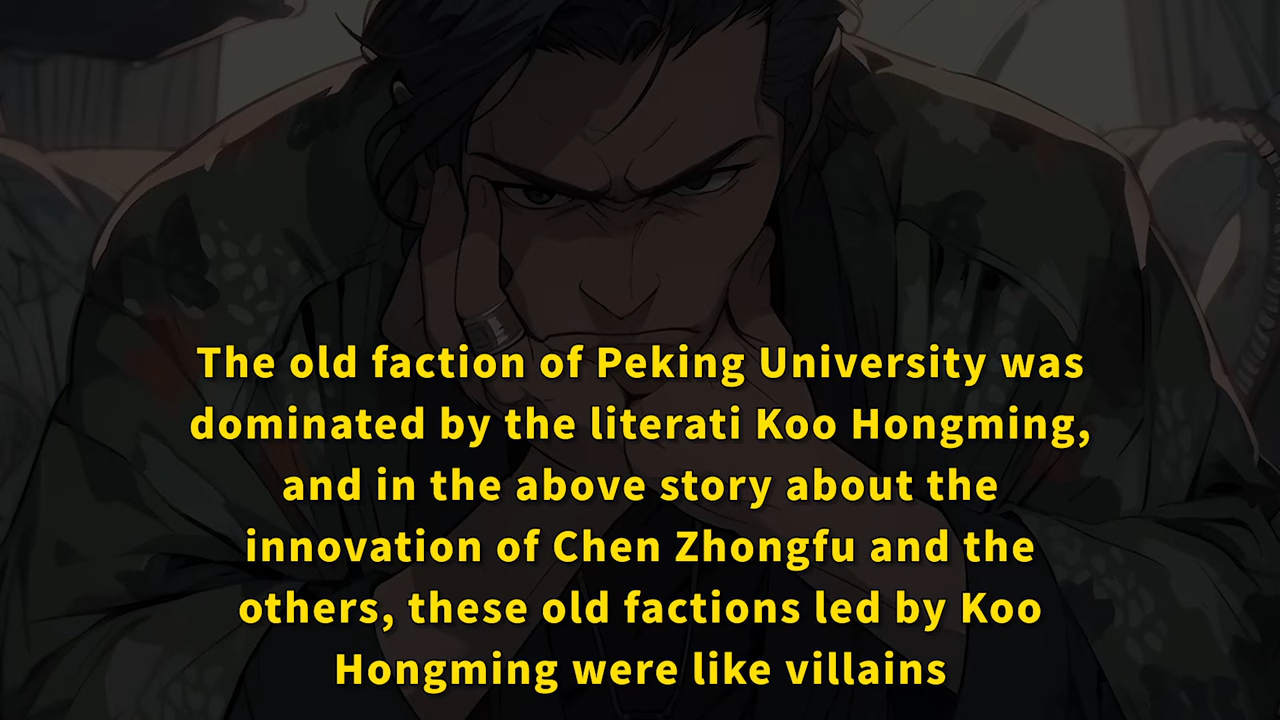 The old faction of Peking University was
dominated by the literati Koo Hongming,
and in the above story about the
innovation of Chen Zhongfu and the
others, these old factions led by Koo
Hongming were like villains